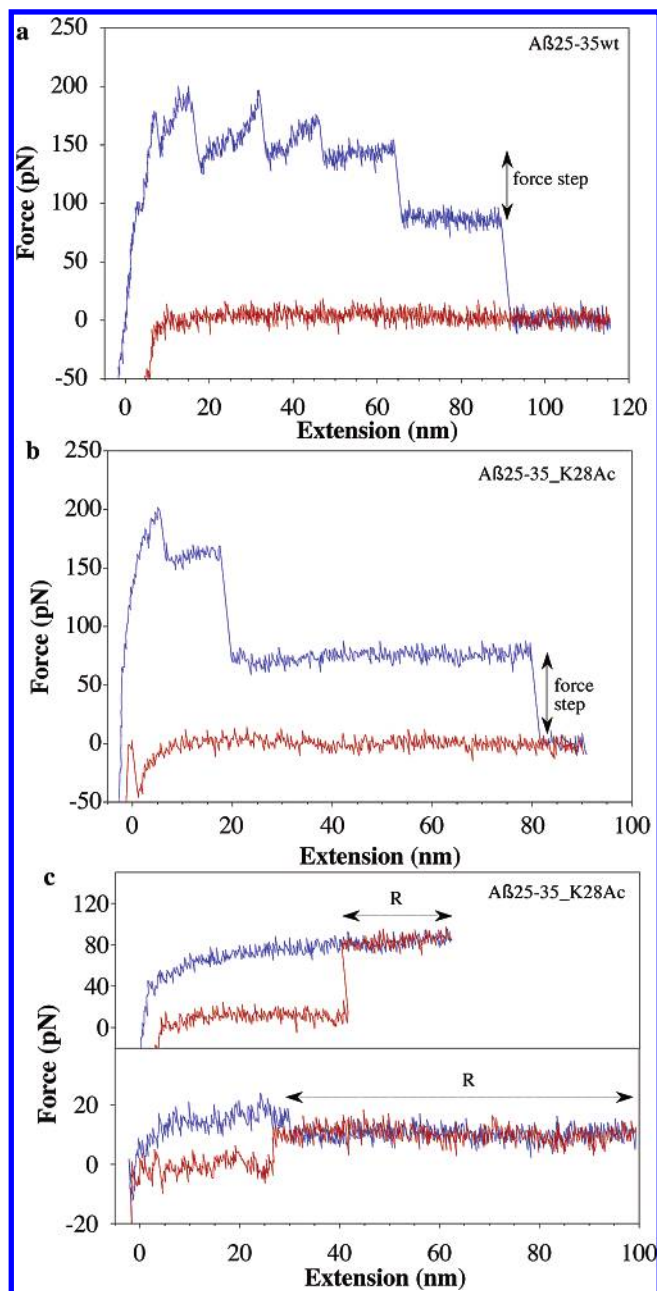 a
Aß25-35wt
250
200
150
100
50
0
-50
Force (pN)
force step
0 20 40 60 80 100 120
Extension (nm)
b
Aß25-35_K28Ac
250
200
150
100
50
0
-50
Force (pN)
force
step
0 20 40 60 80 100
Extension (nm)
c
Aß25-35_K28Ac
R
120
80
40
0
Force (pN)
R
20
0
-20
0 20 40 60 80 100
Extension (nm)